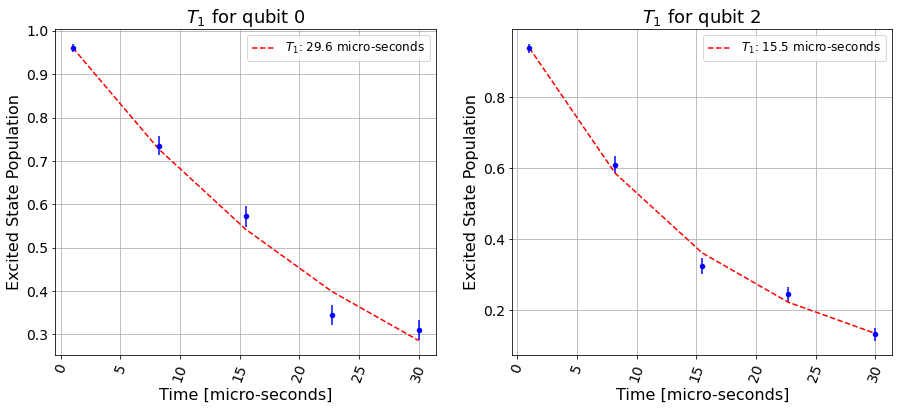 T₁ for qubit 0
Excited State Population
1.0
0.9
0.8
0.7
0.6
0.5
0.4
0.3
T₁: 29.6 micro-seconds
0 5 10 15 20 25 30
Time [micro-seconds]
T₁ for qubit 2
Excited State Population
0.8
0.6
0.4
0.2
T₁: 15.5 micro-seconds
0 5 10 15 20 25 30
Time [micro-seconds]